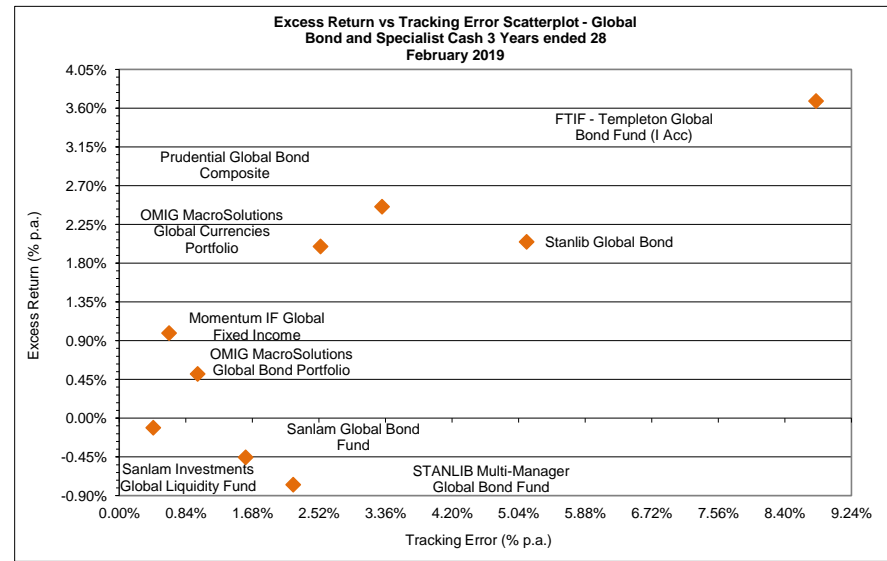 Excess Return vs Tracking Error Scatterplot - Global
Bond and Specialist Cash 3 Years ended 28
February 2019
Excess Return (% p.a.)
4.05%
3.60%
3.15%
2.70%
2.25%
1.80%
1.35%
0.90%
0.45%
0.00%
-0.45%
-0.90%
FTIF - Templeton Global
Bond Fund (I Acc)
Prudential Global Bond
Composite
OMIG MacroSolutions
Global Currencies
Portfolio
Stanlib Global Bond
Momentum IF Global
Fixed Income
OMIG MacroSolutions
Global Bond Portfolio
Sanlam Global Bond
Fund
Sanlam Investments
Global Liquidity Fund
STANLIB Multi-Manager
Global Bond Fund
0.00% 0.84% 1.68% 2.52% 3.36% 4.20% 5.04% 5.88% 6.72% 7.56% 8.40% 9.24%
Tracking Error (% p.a.)